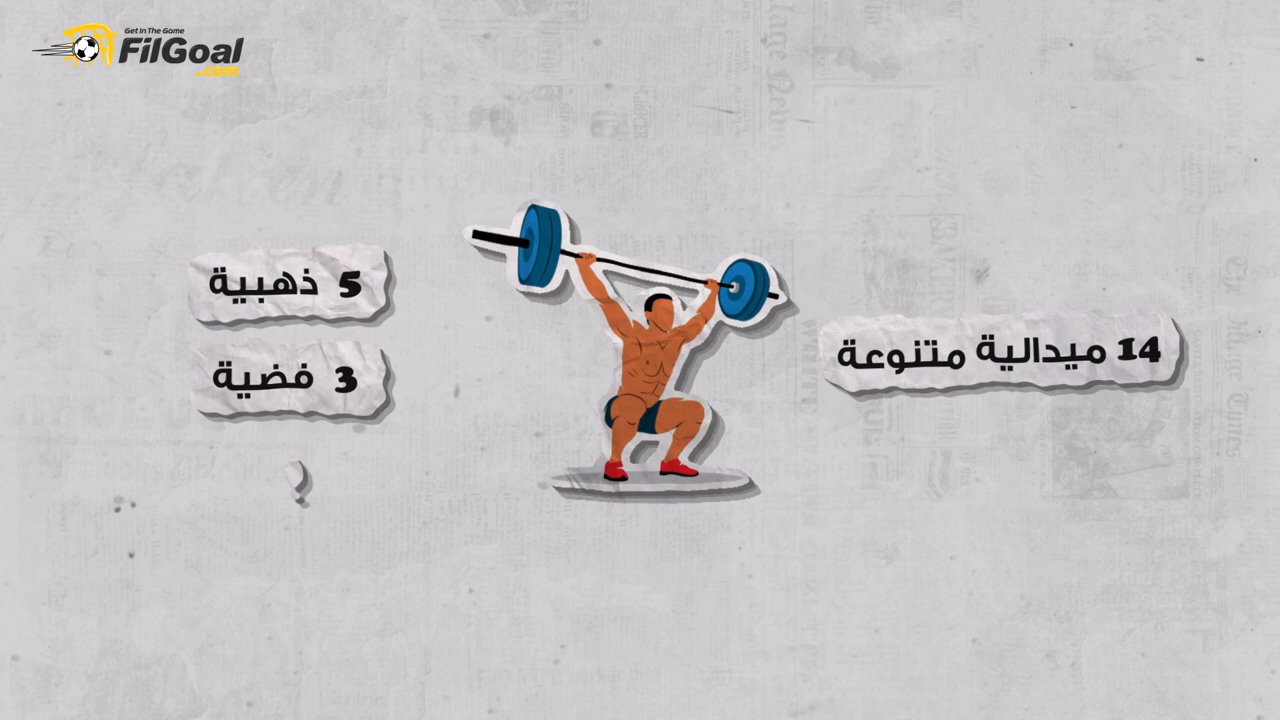 Get In The Game
FilGoal
.com
14 ميدالية متنوعة
5 ذهبية
3 فضية